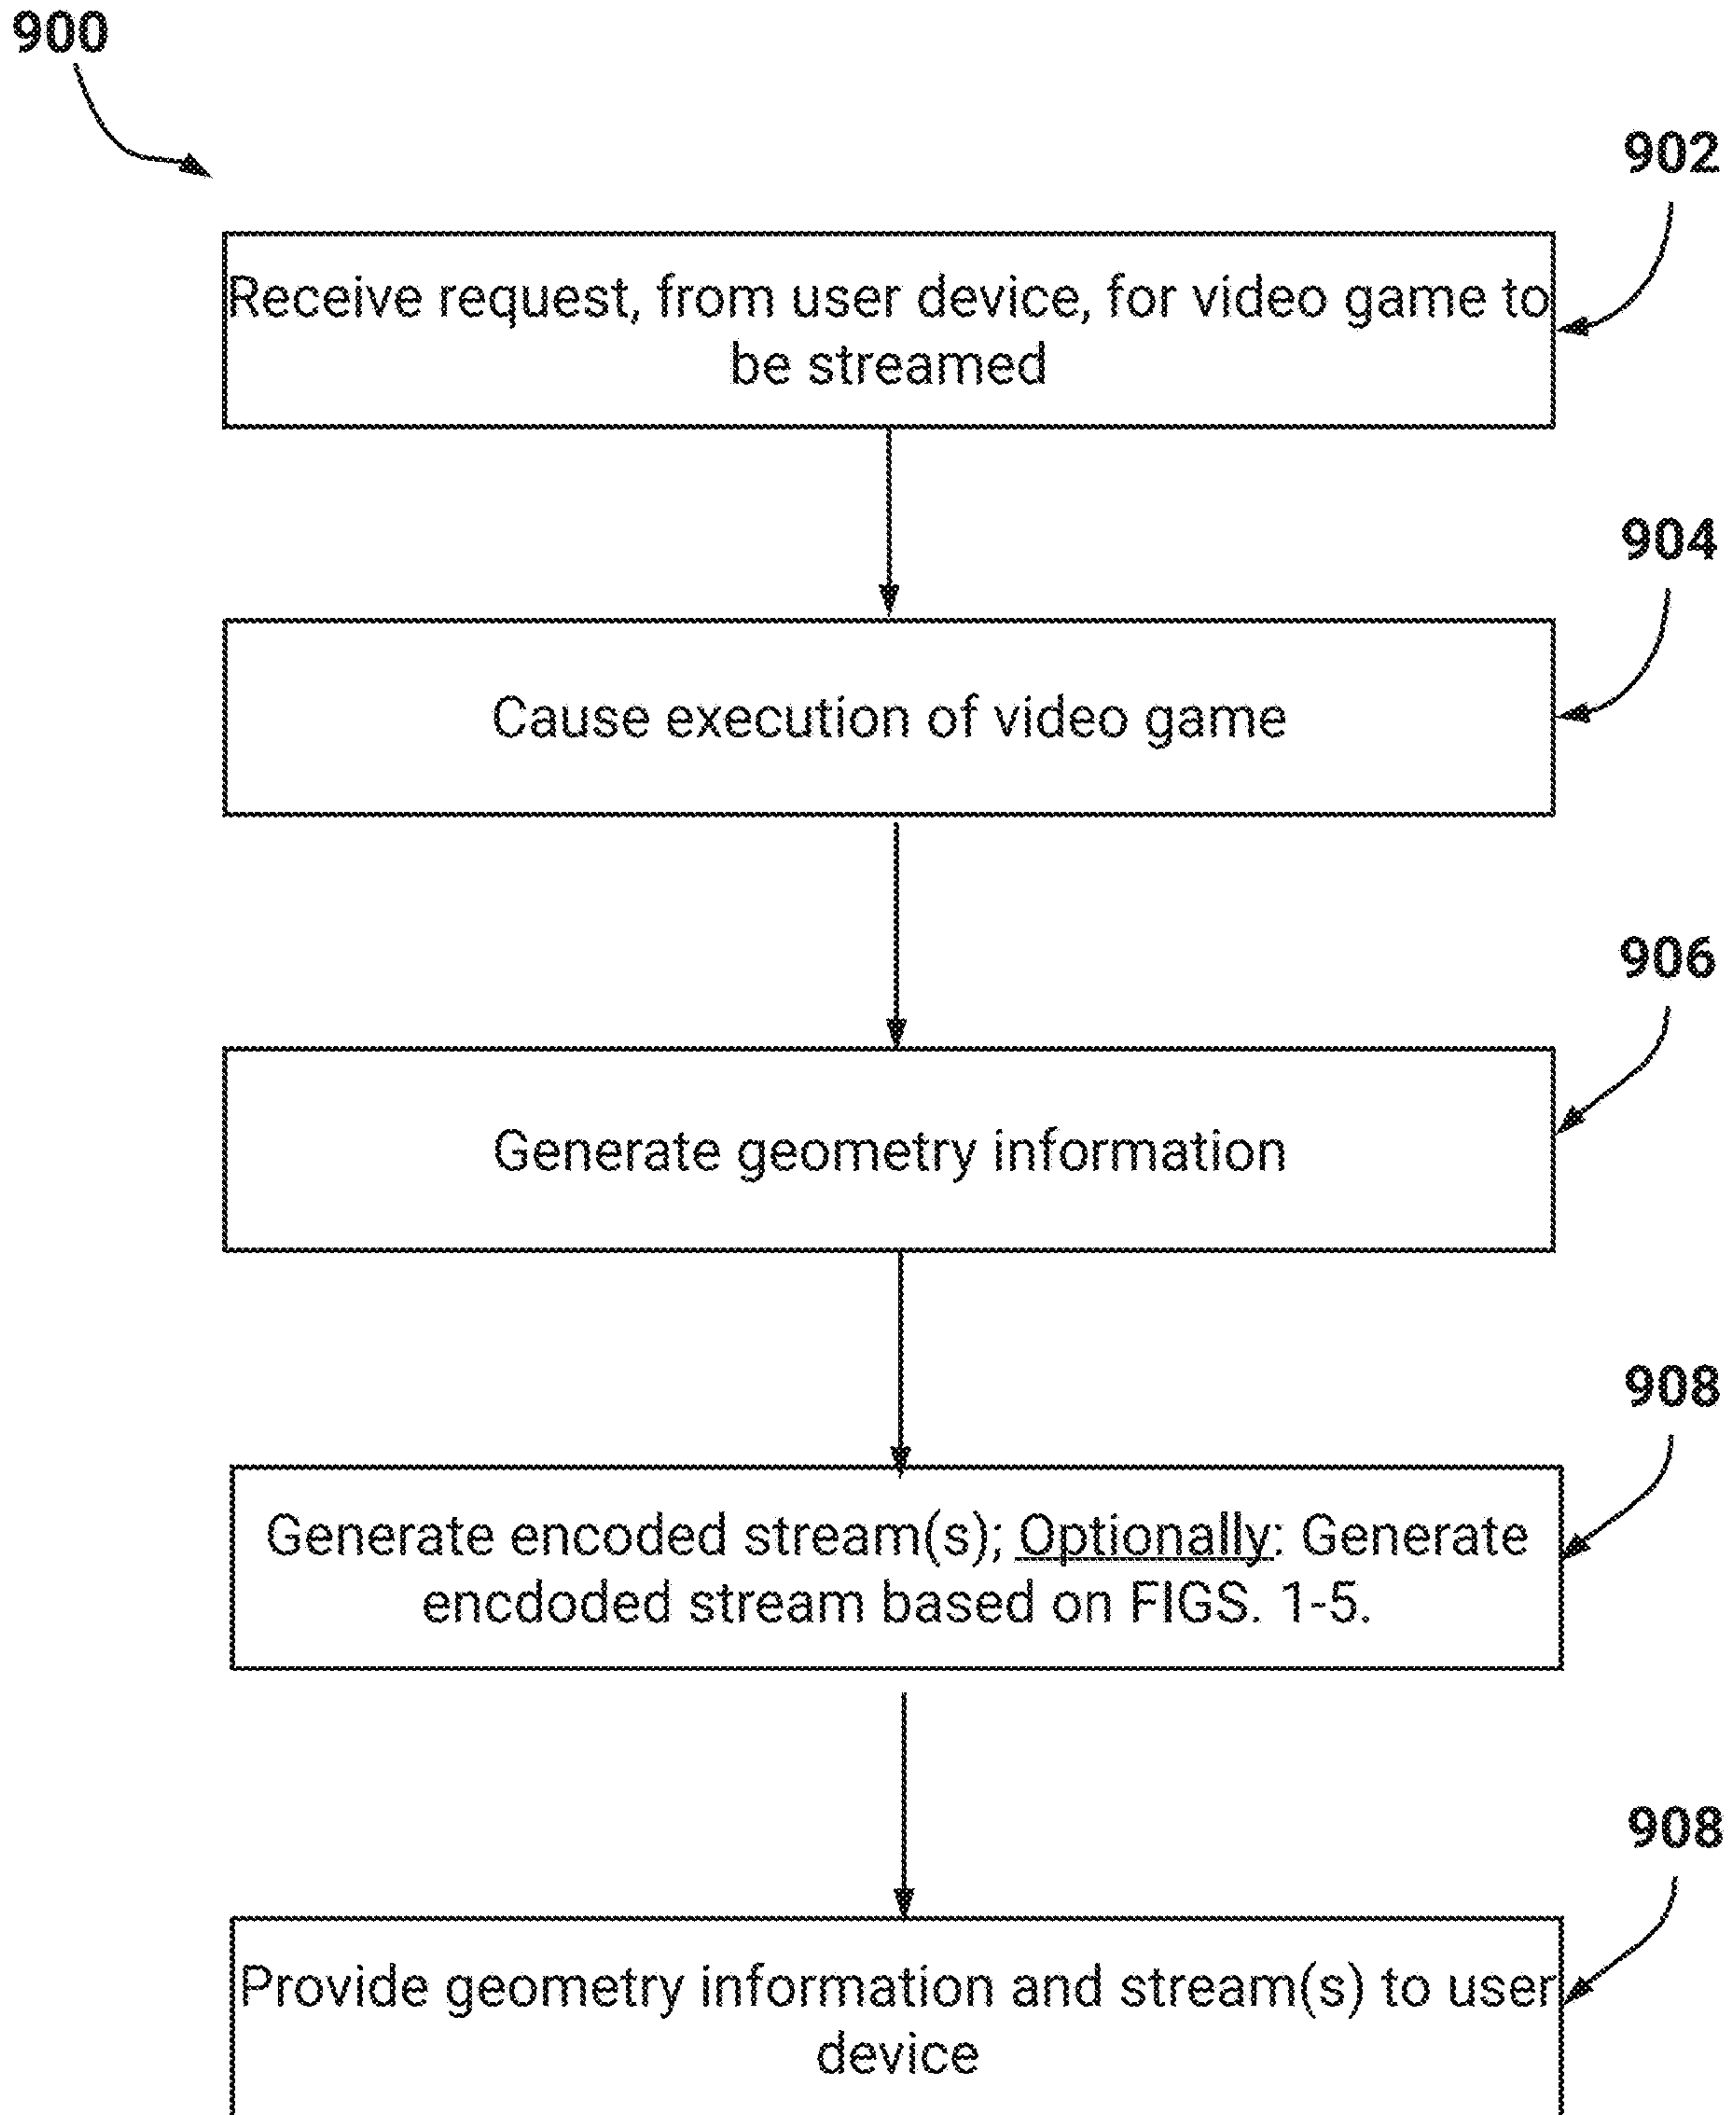 900
902
Receive request, from user device, for video game to
be streamed
904
Cause execution of video game
906
Generate geometry information
908
Generate encoded stream(s); Optionally: Generate
encdoded stream based on FIGS. 1-5.
908
Provide geometry information and stream(s) to user
device